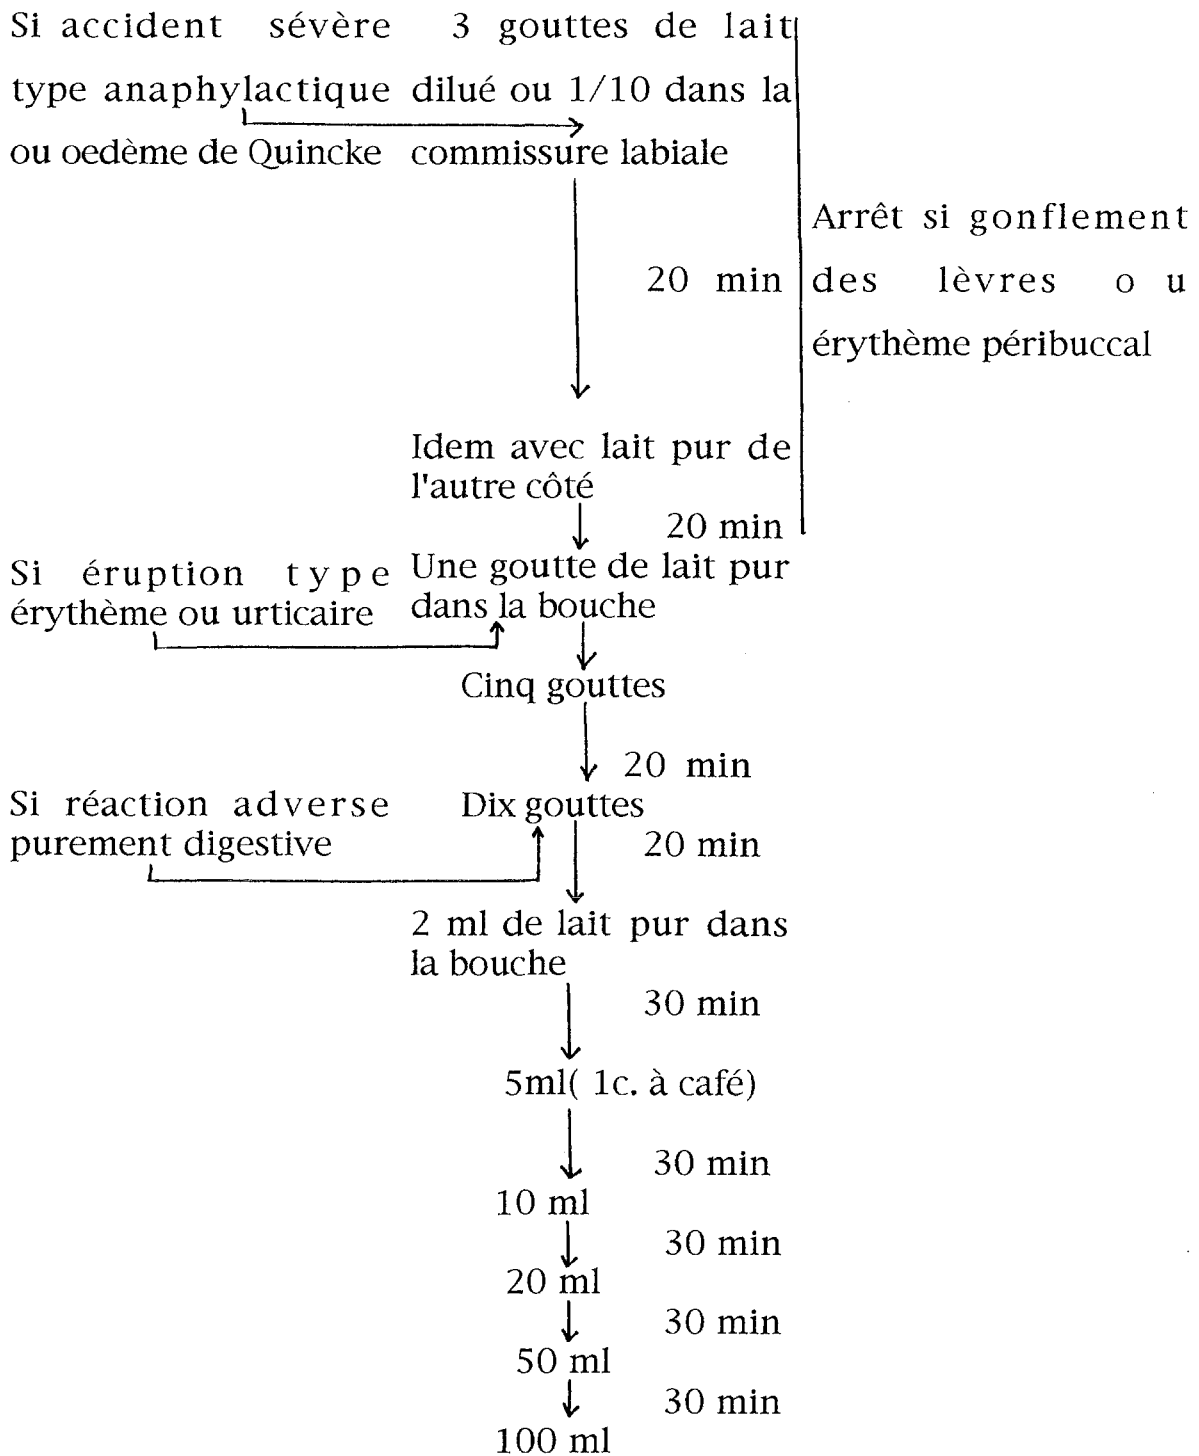 Si accident sévère
type anaphylactique
ou oedème de Quincke
3 gouttes de lait
dilué ou 1/10 dans la
commissure labiale
Arrêt si gonflement
des lèvres ou
érythème péribuccal
20 min
Idem avec lait pur de
l'autre côté
20 min
Si éruption type
érythème ou urticaire
Une goutte de lait pur
dans la bouche
Cinq gouttes
20 min
Si réaction adverse
purement digestive
Dix gouttes
20 min
2 ml de lait pur dans
la bouche
30 min
5ml( 1c. à café)
30 min
10 ml
30 min
20 ml
30 min
50 ml
30 min
100 ml